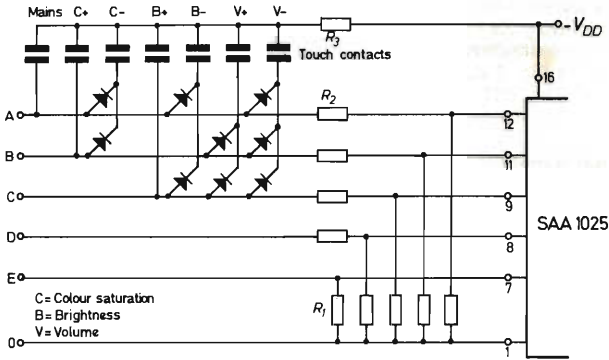 Mains C+ C- B+ B- V+ V-
R3
-VDD
Touch contacts
16
A
R2
12
B
11
C
9
SAA 1025
D
8
E
7
C= Colour saturation
B= Brightness
V= Volume
R1
0
1